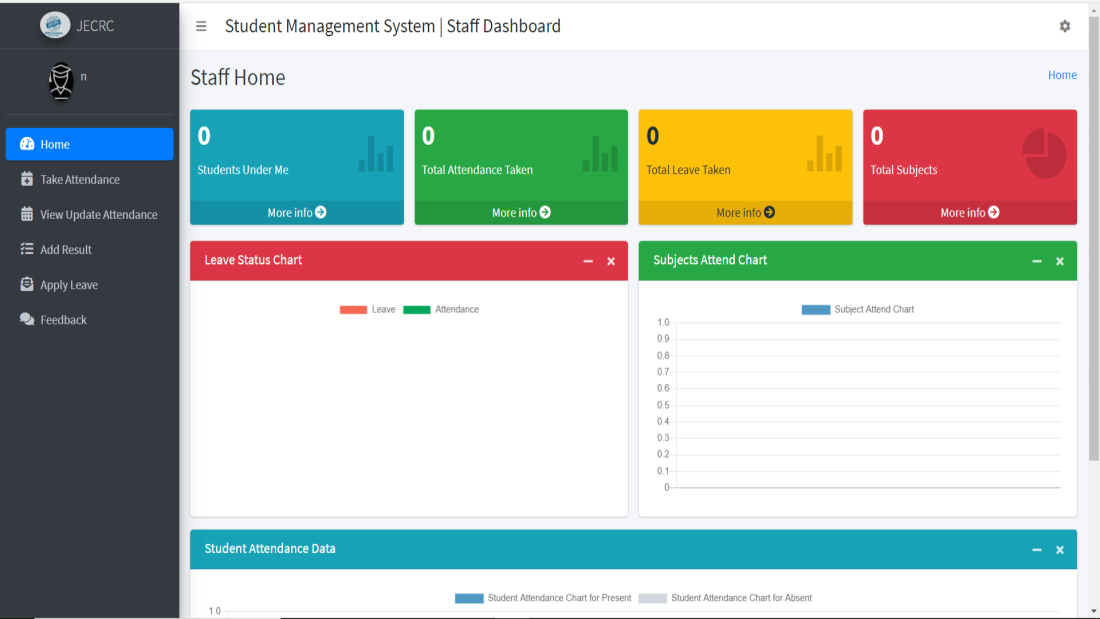 JECRC
Student Management System | Staff Dashboard
n
Staff Home
Home
Home
Take Attendance
View Update Attendance
Add Result
Apply Leave
Feedback
0
Students Under Me
More info
0
Total Attendance Taken
More info
0
Total Leave Taken
More info
0
Total Subjects
More info
Leave Status Chart
Leave Attendance
Subjects Attend Chart
Subject Attend Chart
1.0
0.9
0.8
0.7
0.6
0.5
0.4
0.3
0.2
0.1
0
Student Attendance Data
Student Attendance Chart for Present Student Attendance Chart for Absent
1.0